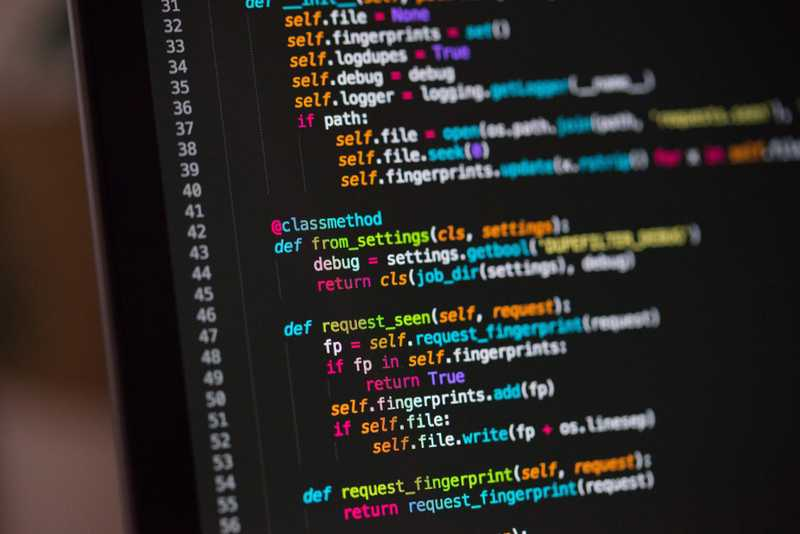 31 def __init__(self,
32 self.file = None
33 self.fingerprints = set()
34 self.logdupes = True
35 self.debug = debug
36 self.logger = logging.getLogger(__name__)
37 if path:
38 self.file = open(os.path.join(path, 'requests.seen'),
39 self.file.seek(0)
40 self.fingerprints.update(x.rstrip() for x in self.file
41
42 @classmethod
43 def from_settings(cls, settings):
44 debug = settings.getbool('DUPEFILTER_DEBUG')
45 return cls(job_dir(settings), debug)
46
47 def request_seen(self, request):
48 fp = self.request_fingerprint(request)
49 if fp in self.fingerprints:
50 return True
51 self.fingerprints.add(fp)
52 if self.file:
53 self.file.write(fp + os.linesep)
54
55 def request_fingerprint(self, request):
56 return request_fingerprint(request)